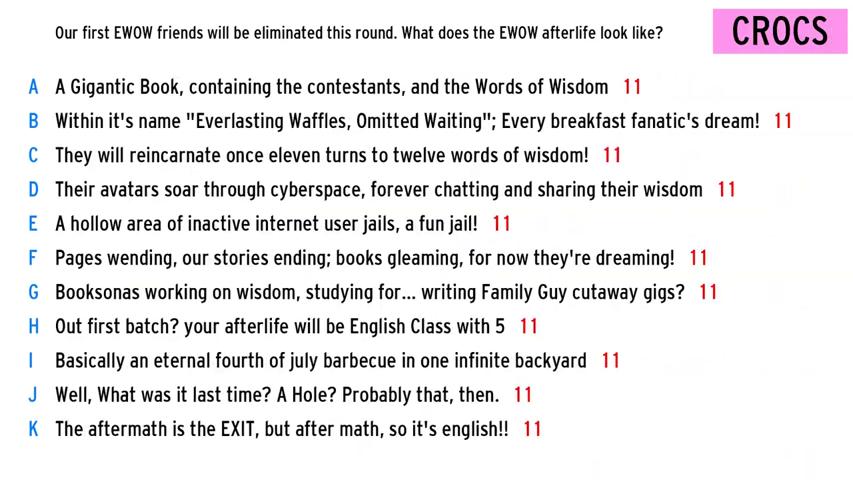 Our first EWOW friends will be eliminated this round. What does the EWOW afterlife look like?
CROCS
A A Gigantic Book, containing the contestants, and the Words of Wisdom 11
B Within it's name "Everlasting Waffles, Omitted Waiting"; Every breakfast fanatic's dream! 11
C They will reincarnate once eleven turns to twelve words of wisdom! 11
D Their avatars soar through cyberspace, forever chatting and sharing their wisdom 11
E A hollow area of inactive internet user jails, a fun jail! 11
F Pages wending, our stories ending; books gleaming, for now they're dreaming! 11
G Booksonas working on wisdom, studying for... writing Family Guy cutaway gigs? 11
H Out first batch? your afterlife will be English Class with 5 11
I Basically an eternal fourth of july barbecue in one infinite backyard 11
J Well, What was it last time? A Hole? Probably that, then. 11
K The aftermath is the EXIT, but after math, so it's english!! 11